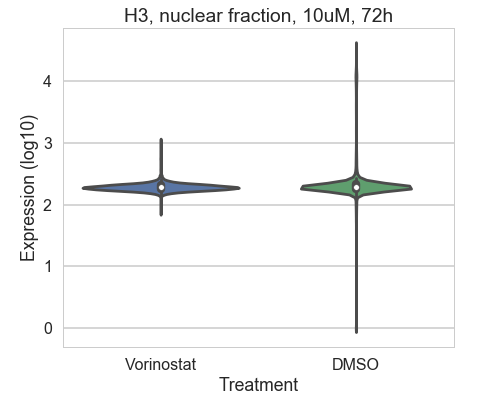 H3, nuclear fraction, 10uM, 72h
Expression (log10)
4
3
2
1
0
Vorinostat
DMSO
Treatment